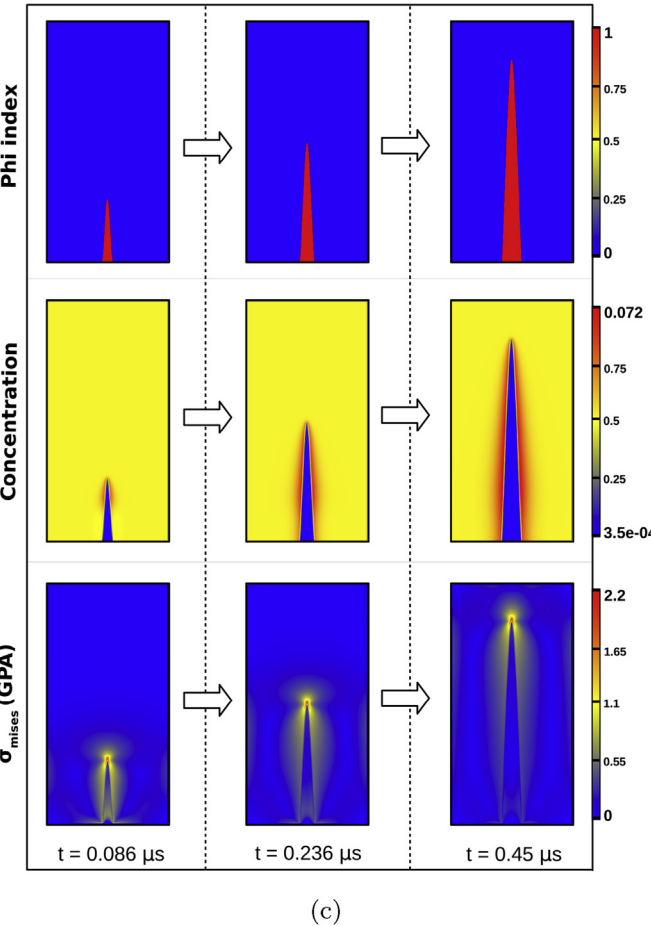 Phi index
1
0.75
0.5
0.25
0
Concentration
0.072
0.75
0.5
0.25
3.5e-04
σmises (GPA)
2.2
1.65
1.1
0.55
0
t = 0.086 µs
t = 0.236 µs
t = 0.45 µs
(c)